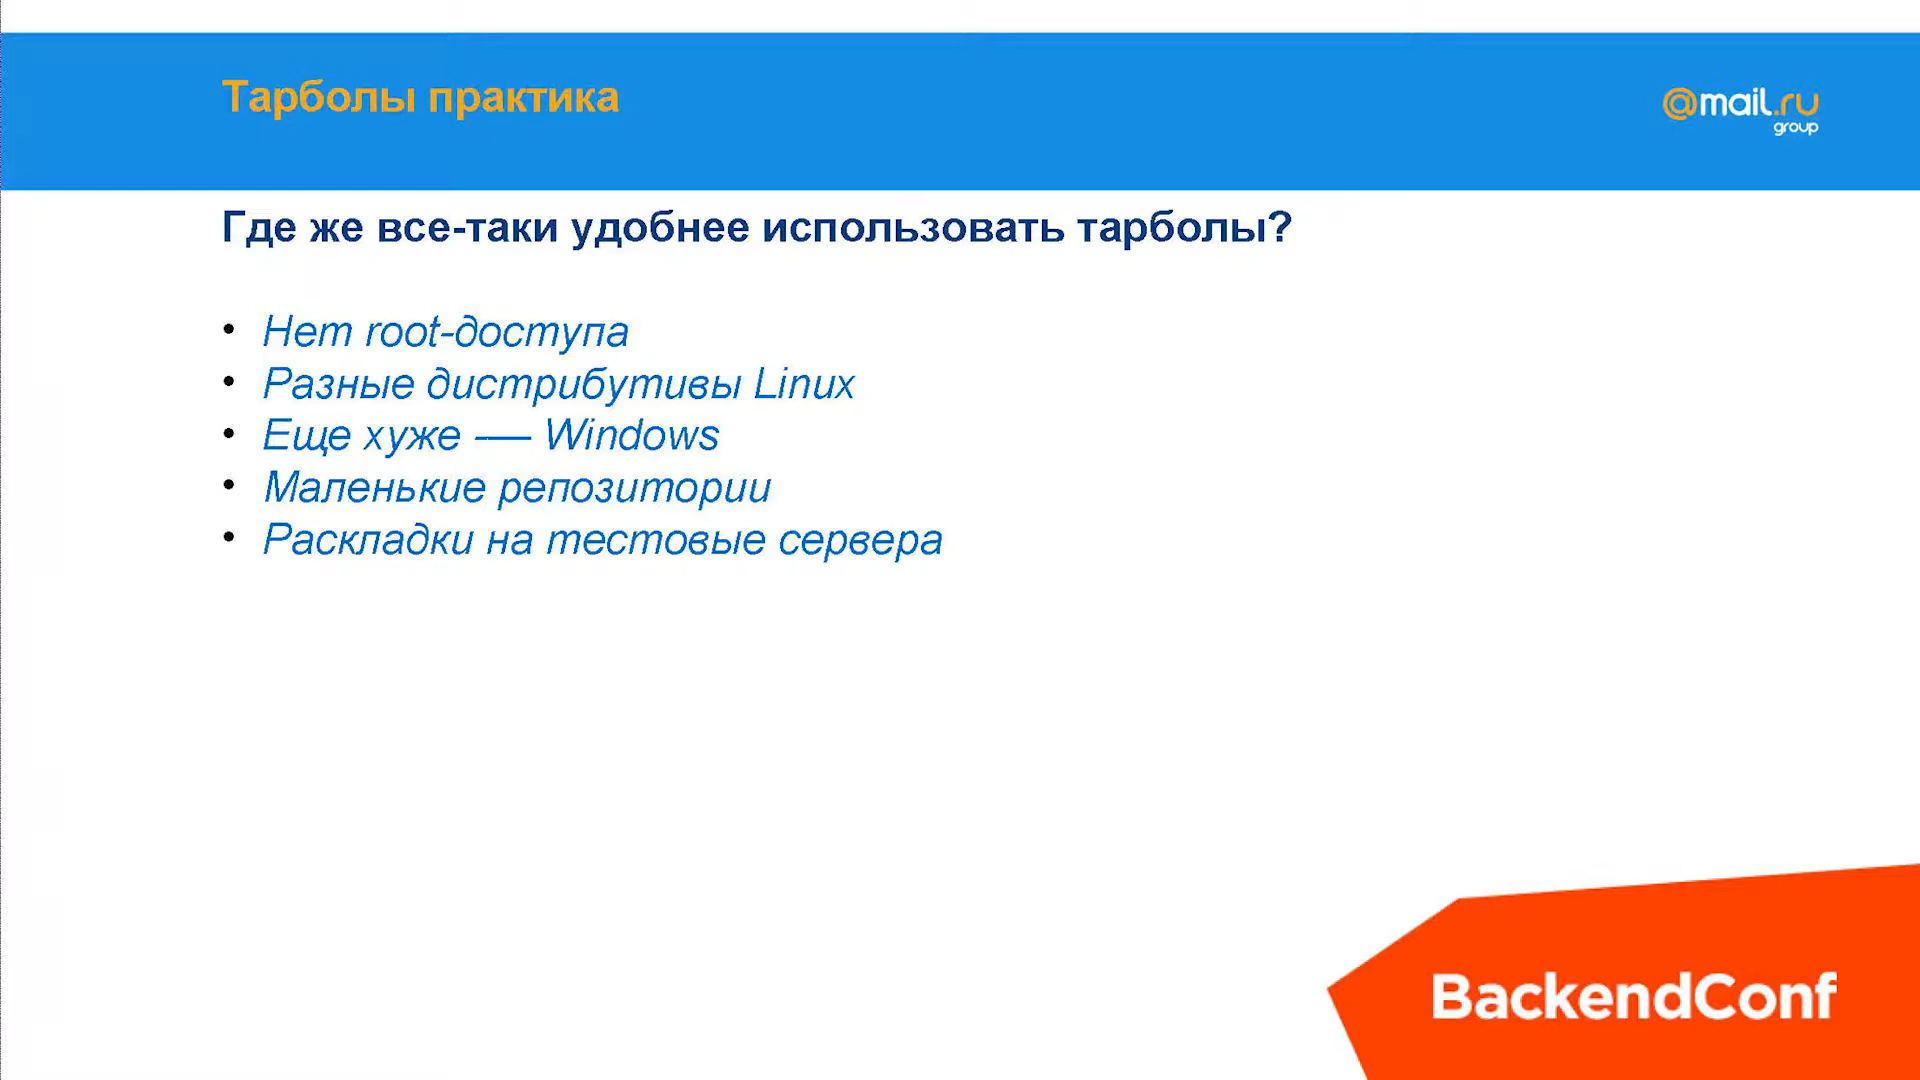 Тарболы практика
@mail.ru
group
Где же все-таки удобнее использовать тарболы?
• Нет root-доступа
• Разные дистрибутивы Linux
• Еще хуже -— Windows
• Маленькие репозитории
• Раскладки на тестовые сервера
BackendConf